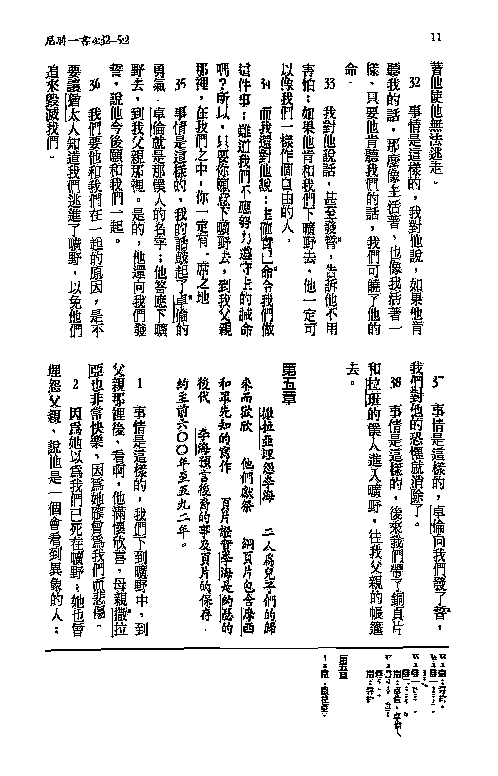 尼腓一書4:32–5:2
11
著他使他無法逃走。
32 事情是這樣的，我對他說，如果他肯
聽我的話，那麼像主活著，也像我活著一
樣，只要他肯聽我們的話，我們可饒了他的
命。
33 我對他說話，甚至發誓，告訴他不用
害怕；如果他肯和我們下曠野去，他一定可
以像我們一樣作個自由的人。
34 而我還對他說：主確實已命令我們做
這件事；難道我們不應努力遵守主的誡命
嗎？所以，只要你願意下曠野去，到我父親
那裡，在我們之中，你一定有一席之地。
35 事情是這樣的，我的話鼓起了卓倫的
勇氣。卓倫就是那僕人的名字；他答應下曠
野去，到我父親那裡。是的，他還向我們發
誓，說他今後願和我們一起。
36 我們要他和我們在一起的原因，是不
要讓猶太人知道我們逃進了曠野，以免他們
追來毀滅我們。
37 事情是這樣的，卓倫向我們發了誓，
我們對他的恐懼就消除了。
38 事情是這樣的，後來我們帶了銅頁片
和拉班的僕人進入曠野，往我父親的帳篷
去。
第五章
撒拉亞埋怨李海 二人為兒子們的歸
來而歡欣 他們獻祭 銅頁片包含摩西
和眾先知的寫作 頁片證實李海是約瑟的
後代 李海預言後裔的事及頁片的保存。
約主前六〇〇年至五九二年。
1 事情是這樣的，我們下到曠野中，到
父親那裡後，看啊，他滿懷欣喜，母親撒拉
亞也非常快樂，因為她確曾為我們而悲傷。
2 因為她以為我們已死在曠野；她也曾
埋怨父親，說他是一個會看到異象的人；
第五章